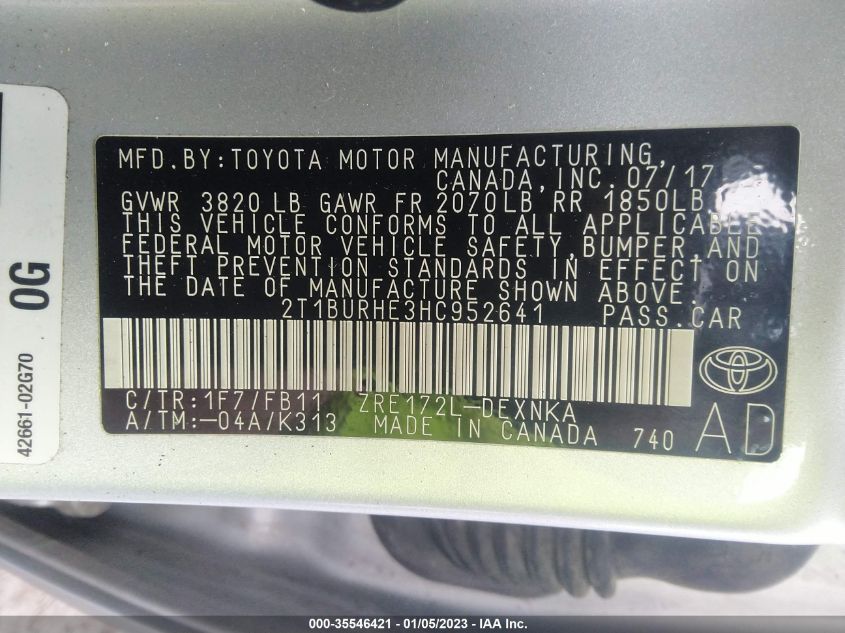 MFD.BY:TOYOTA MOTOR MANUFACTURING,
CANADA,INC. 07/17
GVWR 3820 LB GAWR FR 2070LB RR 1850LB
THIS VEHICLE CONFORMS TO ALL APPLICABLE
FEDERAL MOTOR VEHICLE SAFETY,BUMPER,AND
THEFT PREVENTION STANDARDS IN EFFECT ON
THE DATE OF MANUFACTURE SHOWN ABOVE.
2T1BURHE3HC952641 PASS.CAR
C/TR:1F7/FB11 ZRE172L-DEXNKA
A/TM:-04A/K313 MADE IN CANADA 740
AD
0G
42661-02G70
000-35546421 - 01/05/2023 - IAA Inc.